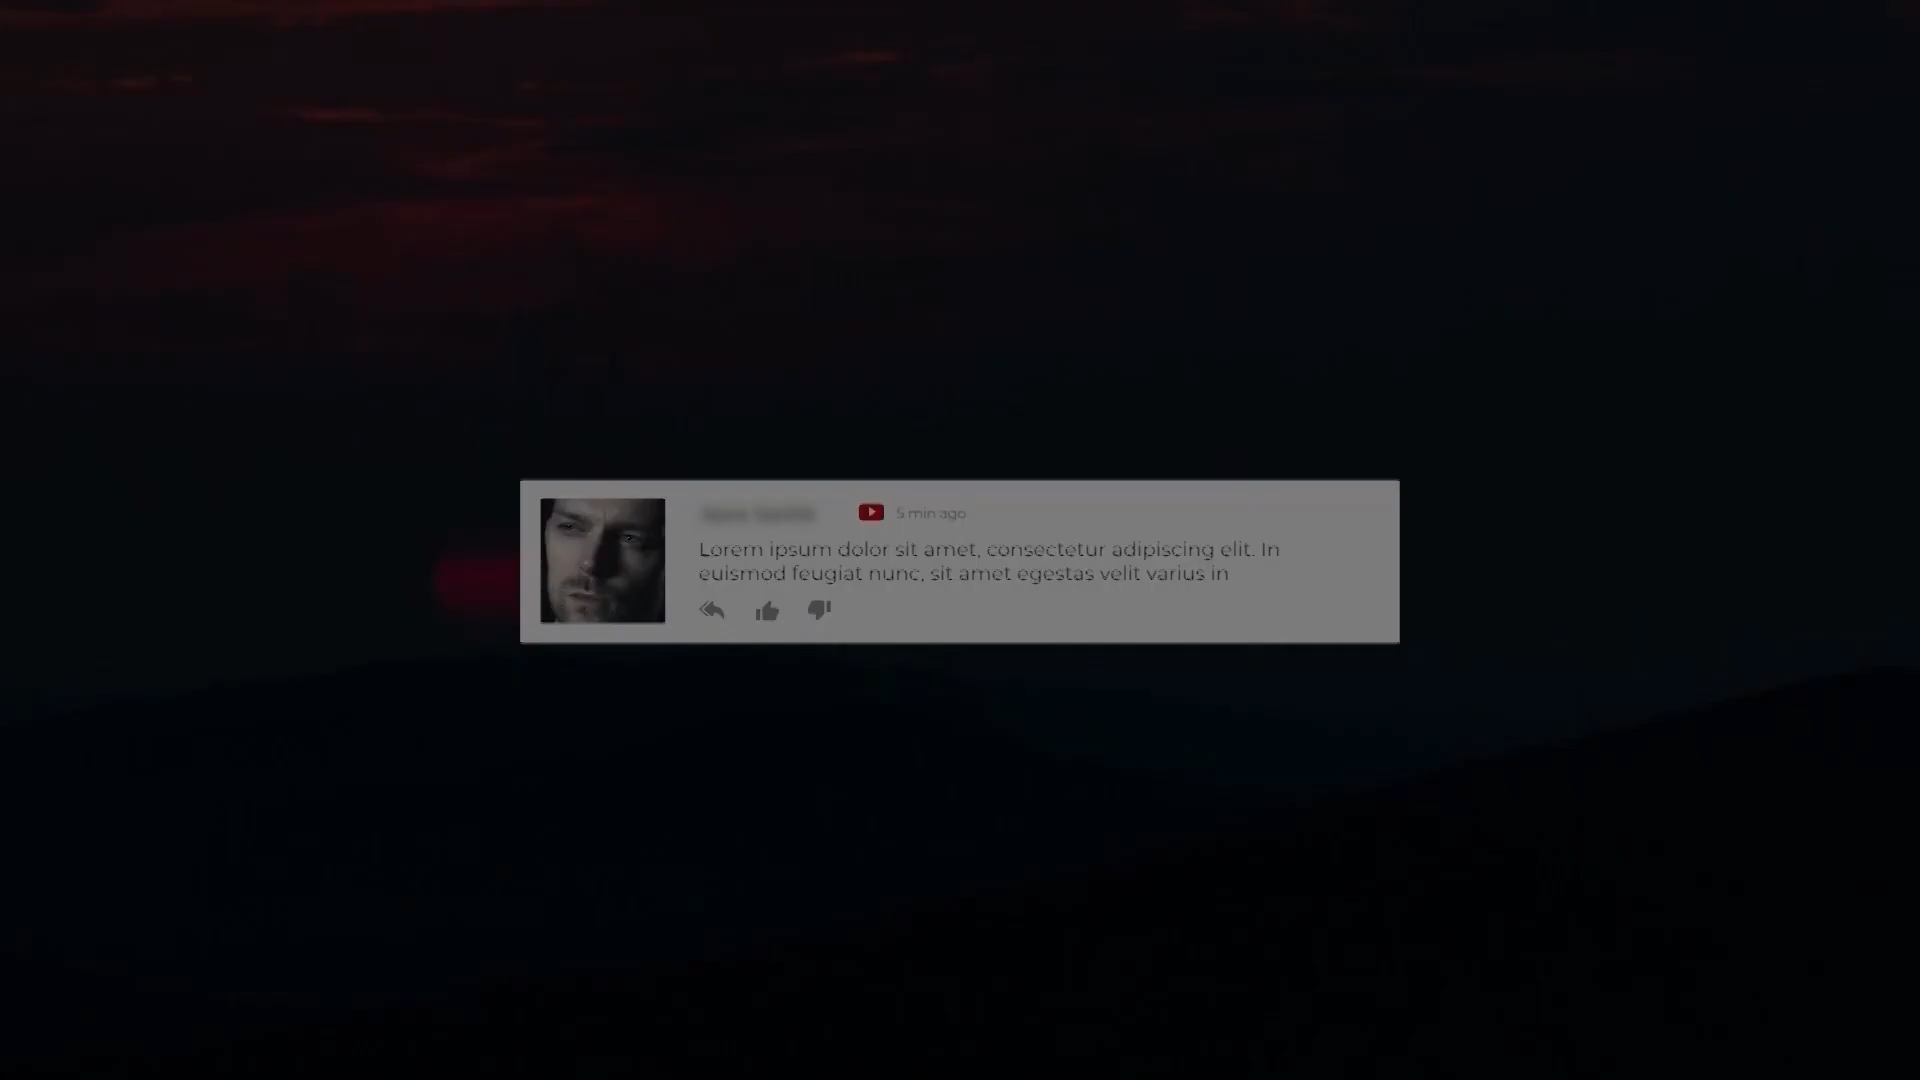 5 min ago
Lorem ipsum dolor sit amet, consectetur adipiscing elit. In
euismod feugiat nunc, sit amet egestas velit varius in